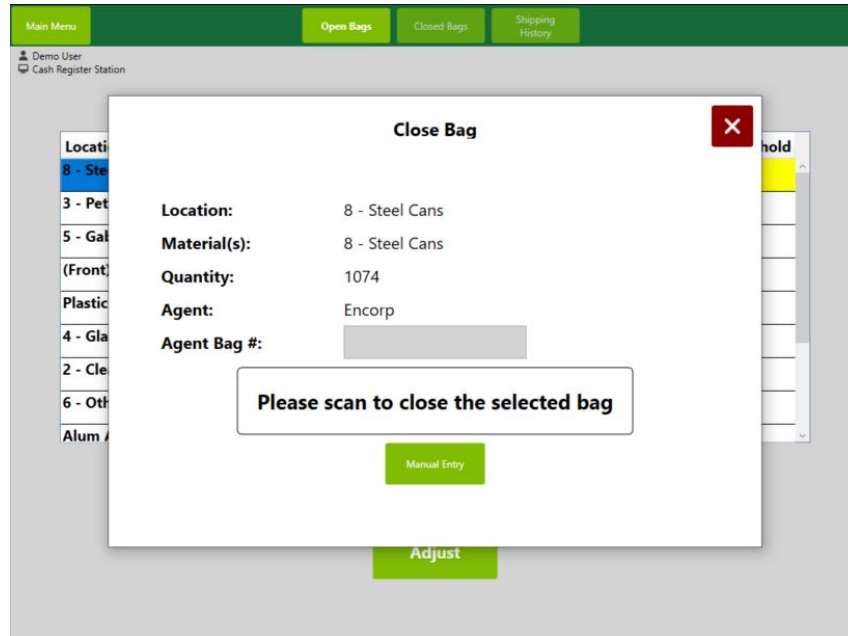 Main Menu
Open Bags
Closed Bags
Shipping
History
Demo User
Cash Register Station
Close Bag
Locati
hold
8 - Ste
3 - Pet
5 - Gab
(Front)
Plastic
4 - Gla
2 - Cle
6 - Oth
Alum A
Location: 8 - Steel Cans
Material(s): 8 - Steel Cans
Quantity: 1074
Agent: Encorp
Agent Bag #:
Please scan to close the selected bag
Manual Entry
Adjust